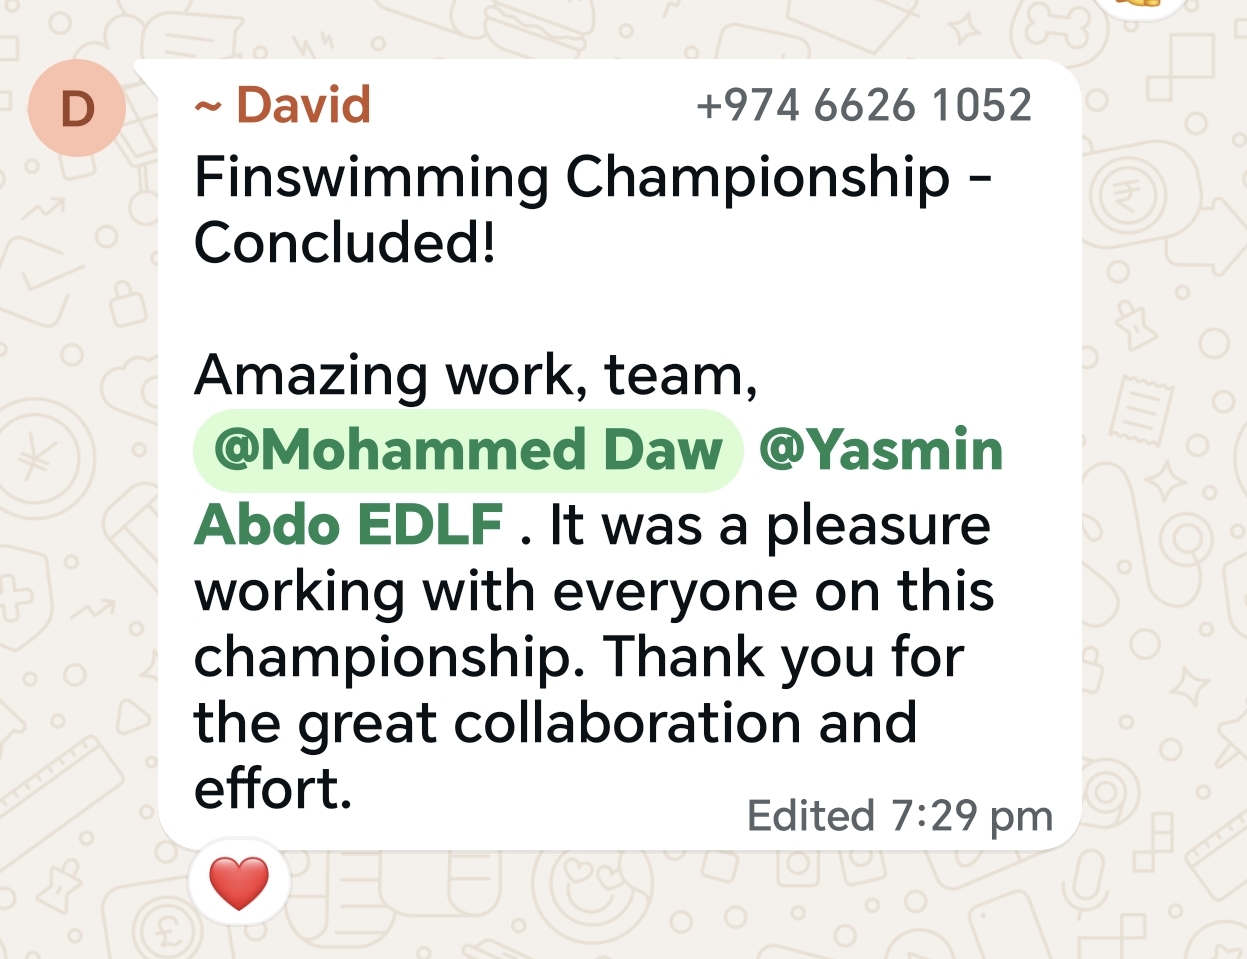 D
~ David +974 6626 1052
Finswimming Championship -
Concluded!
Amazing work, team,
@Mohammed Daw @Yasmin
Abdo EDLF . It was a pleasure
working with everyone on this
championship. Thank you for
the great collaboration and
effort.
Edited 7:29 pm